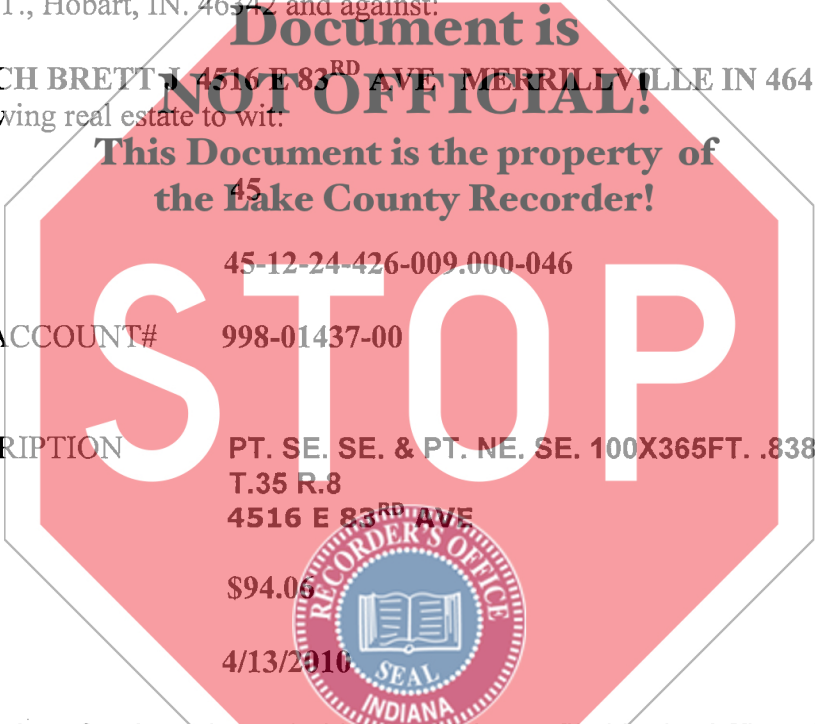 T., Hobart, IN. 46342 and against:
Document is
CH BRETT J 4516 E 83RD AVE MERRILLVILLE IN 464
NOT OFFICIAL!
wing real estate to wit:
This Document is the property of
45
the Lake County Recorder!
45-12-24-426-009.000-046
STOP
ACCOUNT# 998-01437-00
RIPTION PT. SE. SE. & PT. NE. SE. 100X365FT. .838
T.35 R.8
4516 E 83RD AVE
RECORDER'S OFFICE
$94.06
4/13/2010
SEAL
INDIANA